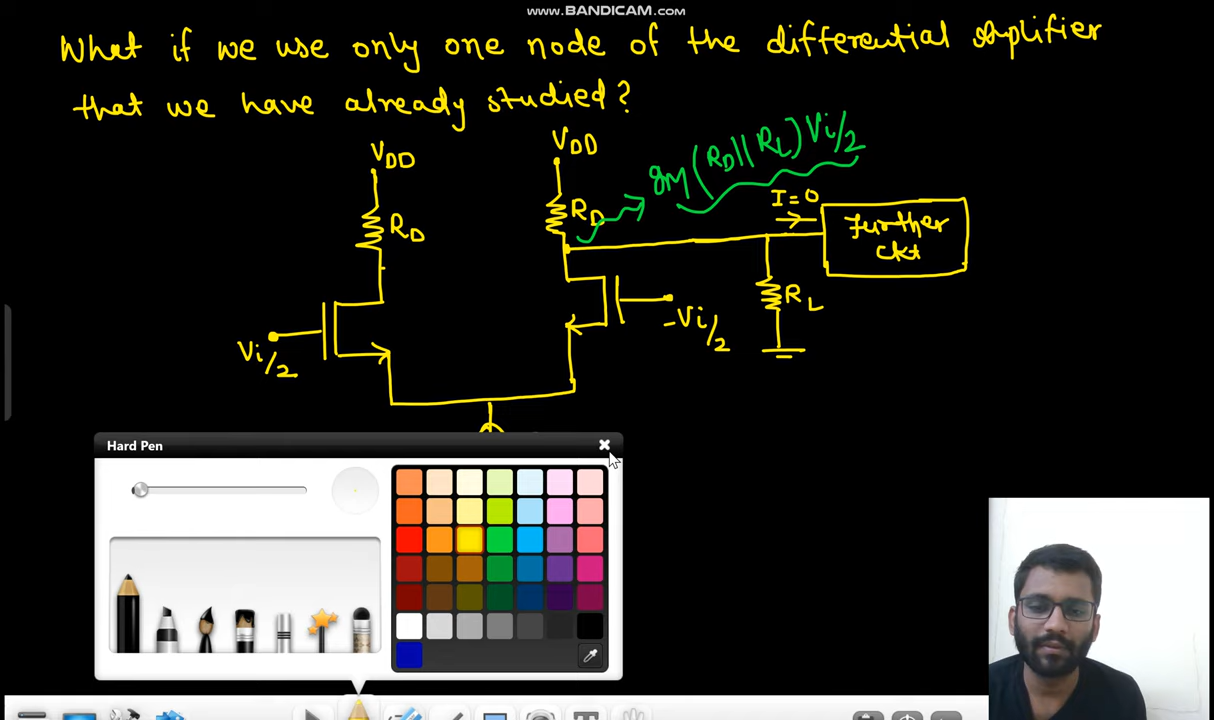 WWW.BANDICAM.COM
What if we use only one node of the differential Amplifier
that we have already studied?
VDD
VDD
gm(RD||RL)Vi/2
I=0
RD
RD
Further
ckt
RL
Vi/2
-Vi/2
Hard Pen